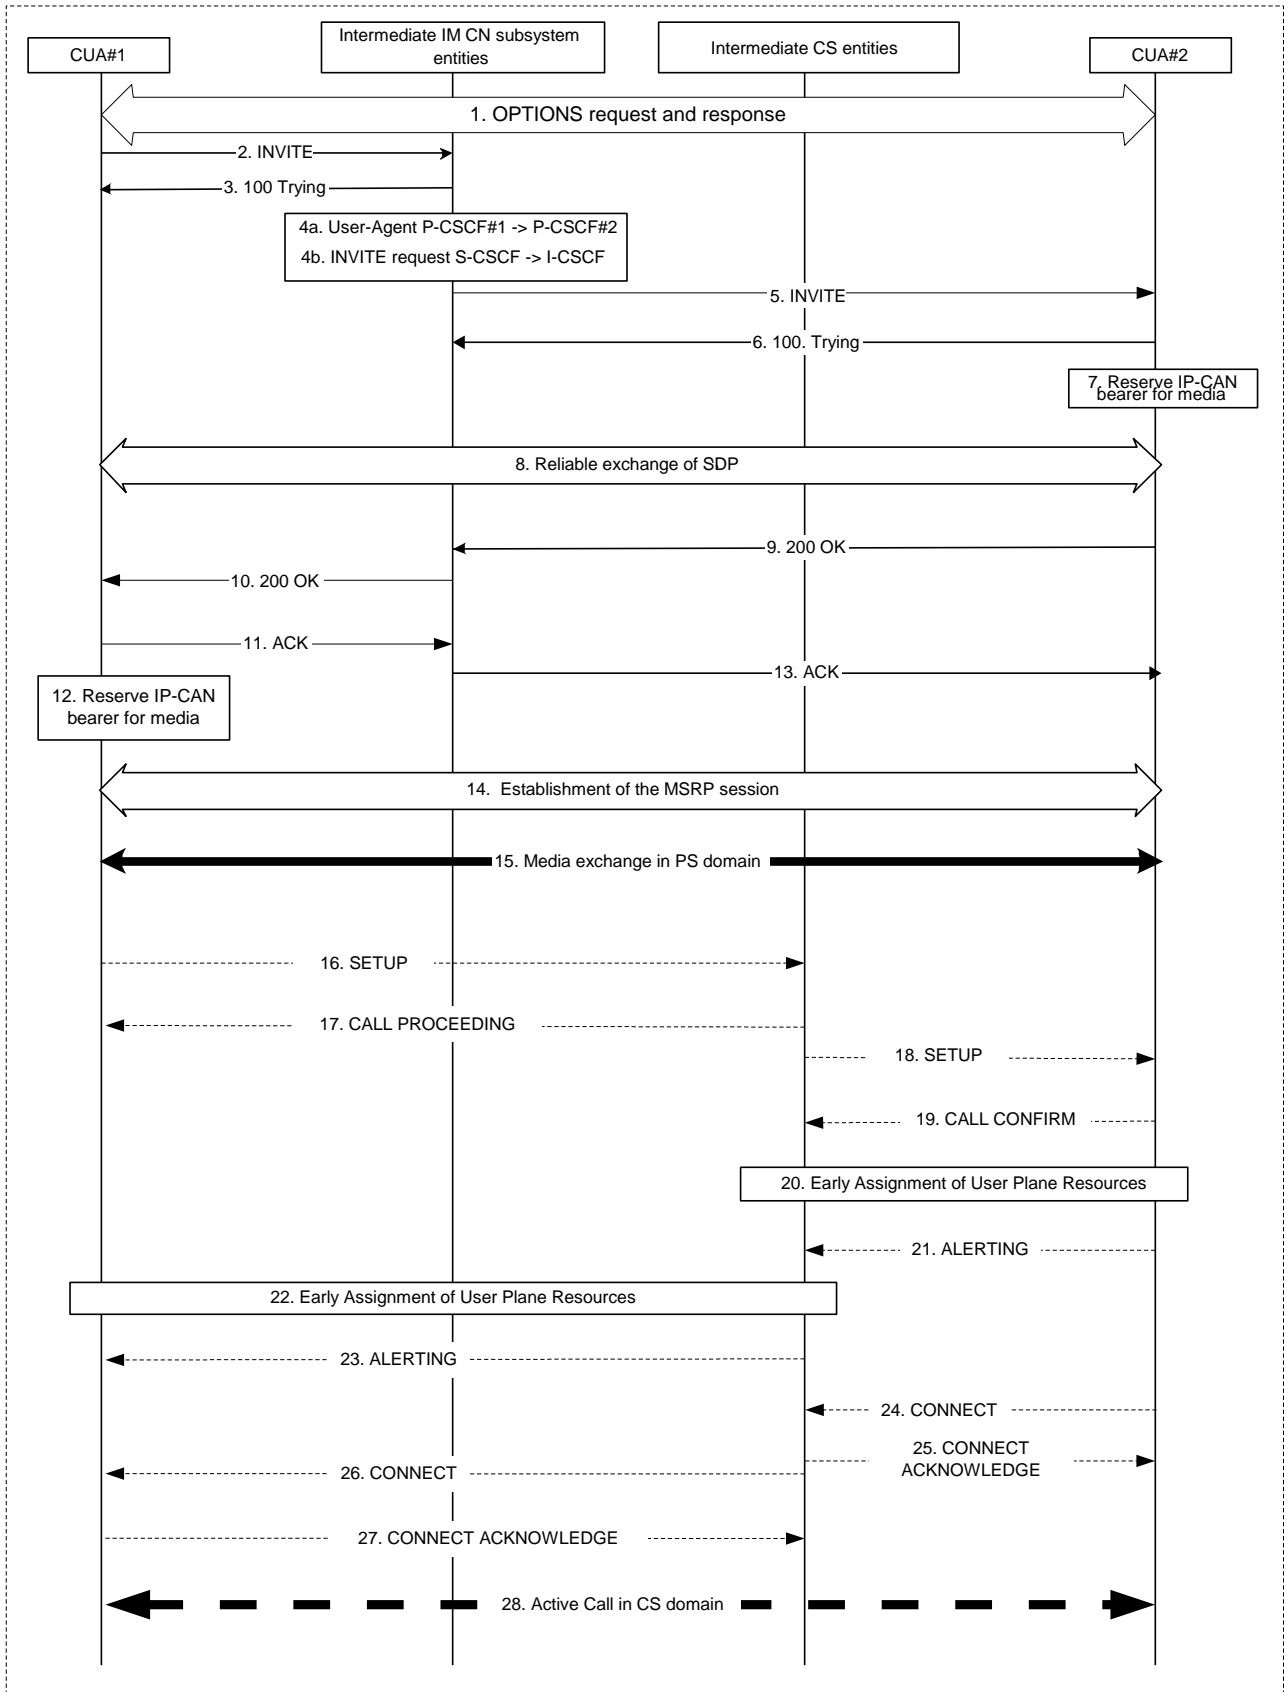 CUA#1
Intermediate IM CN subsystem
entities
Intermediate CS entities
CUA#2
1. OPTIONS request and response
2. INVITE
3. 100 Trying
4a. User-Agent P-CSCF#1 -> P-CSCF#2
4b. INVITE request S-CSCF -> I-CSCF
5. INVITE
6. 100. Trying
7. Reserve IP-CAN
bearer for media
8. Reliable exchange of SDP
9. 200 OK
10. 200 OK
11. ACK
13. ACK
12. Reserve IP-CAN
bearer for media
14. Establishment of the MSRP session
15. Media exchange in PS domain
16. SETUP
17. CALL PROCEEDING
18. SETUP
19. CALL CONFIRM
20. Early Assignment of User Plane Resources
21. ALERTING
22. Early Assignment of User Plane Resources
23. ALERTING
24. CONNECT
25. CONNECT
ACKNOWLEDGE
26. CONNECT
27. CONNECT ACKNOWLEDGE
28. Active Call in CS domain